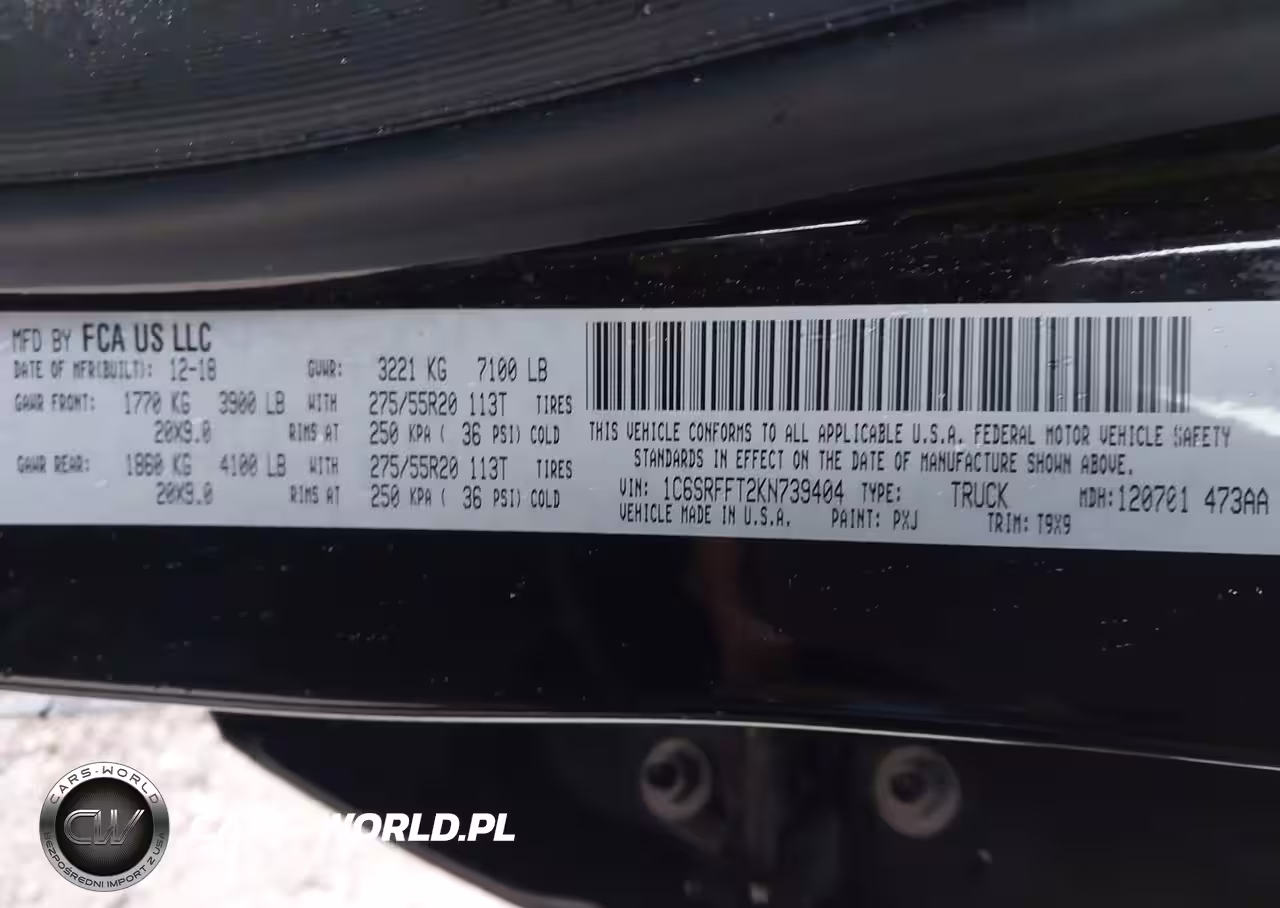 MFD BY FCA US LLC
DATE OF MFR(BUILT): 12-18 GVWR: 3221 KG 7100 LB
GAWR FRONT: 1770 KG 3900 LB WITH 275/55R20 113T TIRES
20X9.0 RIMS AT 250 KPA ( 36 PSI) COLD
GAWR REAR: 1860 KG 4100 LB WITH 275/55R20 113T TIRES
20X9.0 RIMS AT 250 KPA ( 36 PSI) COLD
THIS VEHICLE CONFORMS TO ALL APPLICABLE U.S.A. FEDERAL MOTOR VEHICLE SAFETY
STANDARDS IN EFFECT ON THE DATE OF MANUFACTURE SHOWN ABOVE.
VIN: 1C6SRFFT2KN739404 TYPE: TRUCK MDH: 120701 473AA
VEHICLE MADE IN U.S.A. PAINT: PXJ TRIM: T9X9
CARS-WORLD
CW
BEZPOŚREDNI IMPORT Z USA
CARS-WORLD.PL